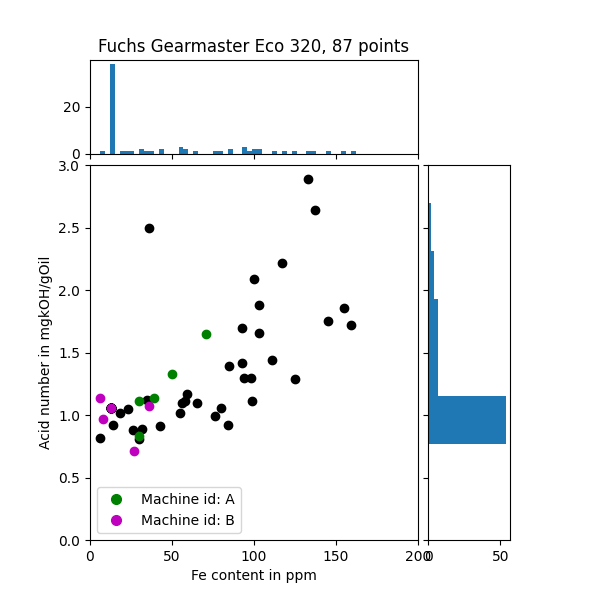 Fuchs Gearmaster Eco 320, 87 points
20
0
3.0
2.5
2.0
1.5
1.0
0.5
0.0
Acid number in mgkOH/gOil
Machine id: A
Machine id: B
0 50 100 150 200
0 50
Fe content in ppm